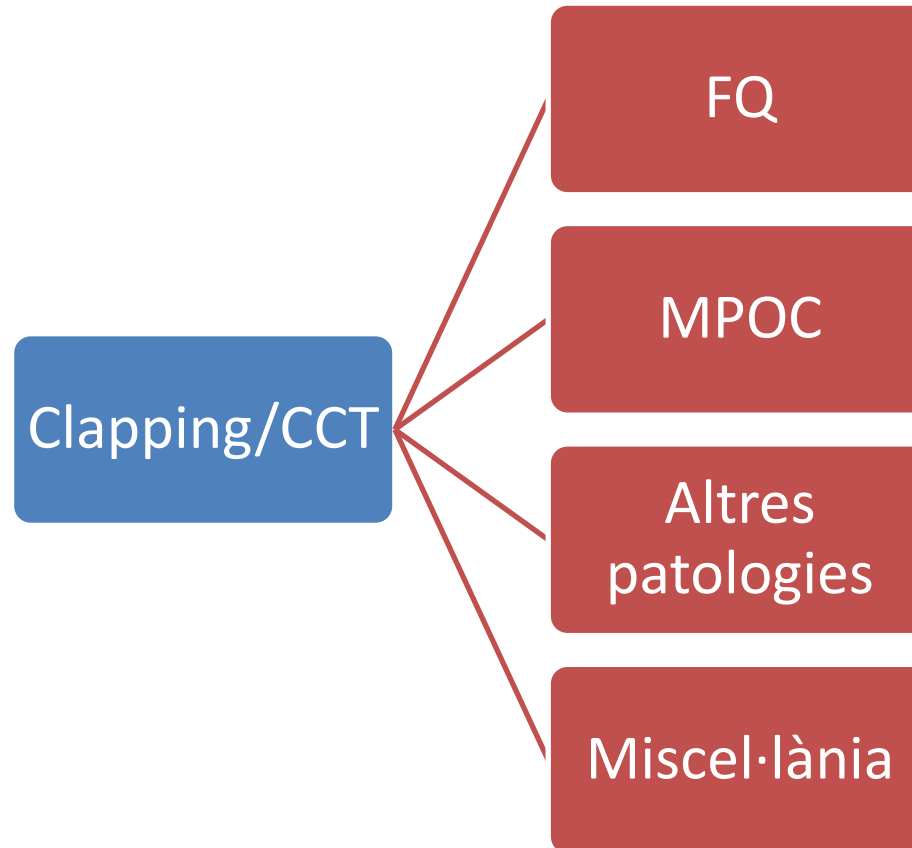 FQ
MPOC
Clapping/CCT
Altres
patologies
Miscel·lània